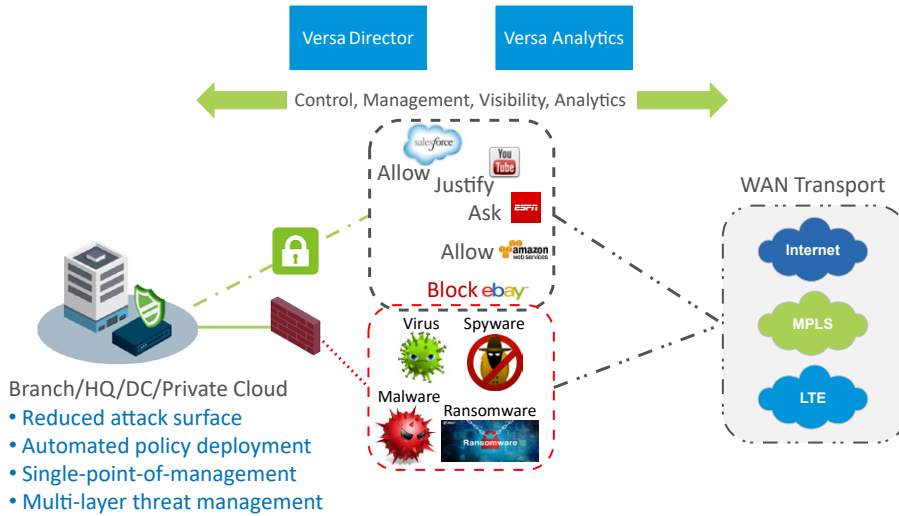 Versa Director
Versa Analytics
Control, Management, Visibility, Analytics
salesforce
Allow
You
Tube
Justify
Ask
ESPN
Allow
amazon
web services
Block
ebay
WAN Transport
Internet
MPLS
LTE
Virus
Spyware
Malware
Ransomware
Ransomware
Branch/HQ/DC/Private Cloud
• Reduced attack surface
• Automated policy deployment
• Single-point-of-management
• Multi-layer threat management